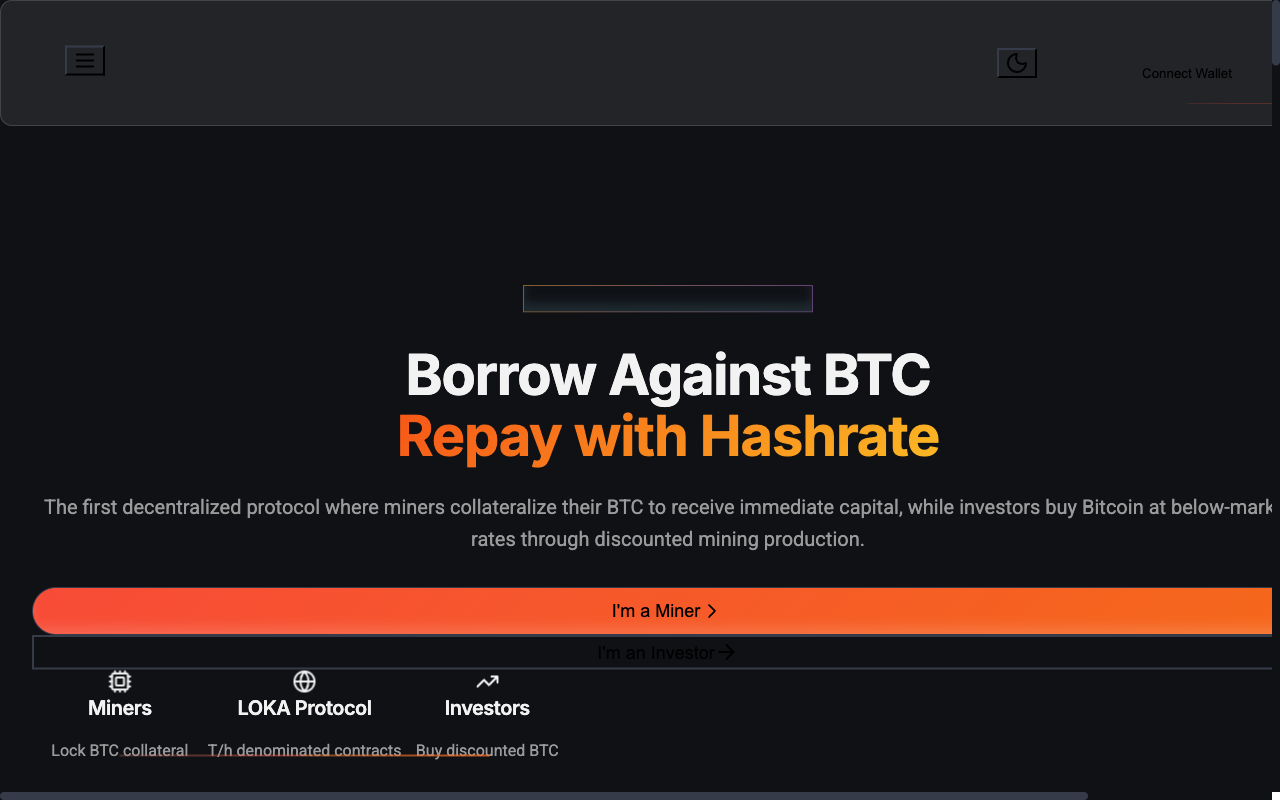 Connect Wallet
Borrow Against BTC
Repay with Hashrate
The first decentralized protocol where miners collateralize their BTC to receive immediate capital, while investors buy Bitcoin at below-mark
rates through discounted mining production.
I'm a Miner
I'm an Investor
Miners
LOKA Protocol
Investors
Lock BTC collateral
T/h denominated contracts
Buy discounted BTC